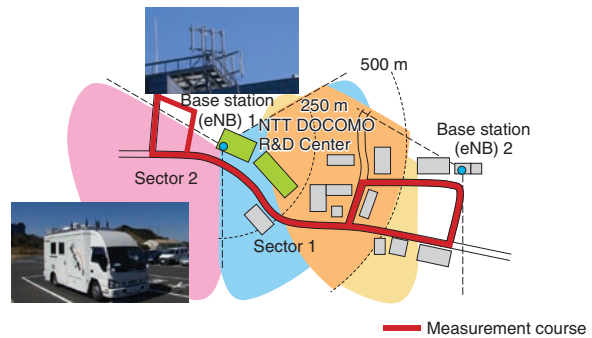 500 m
250 m
Base station
(eNB) 1
NTT DOCOMO
R&D Center
Base station
(eNB) 2
Sector 2
Sector 1
Measurement course